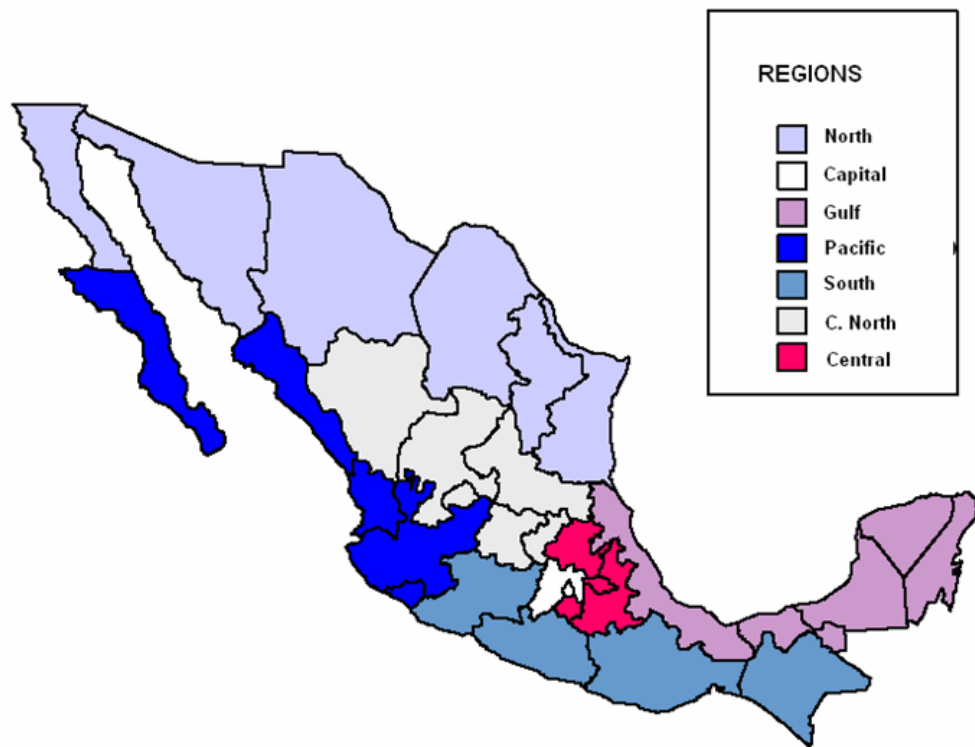 REGIONS
North
Capital
Gulf
Pacific
South
C. North
Central